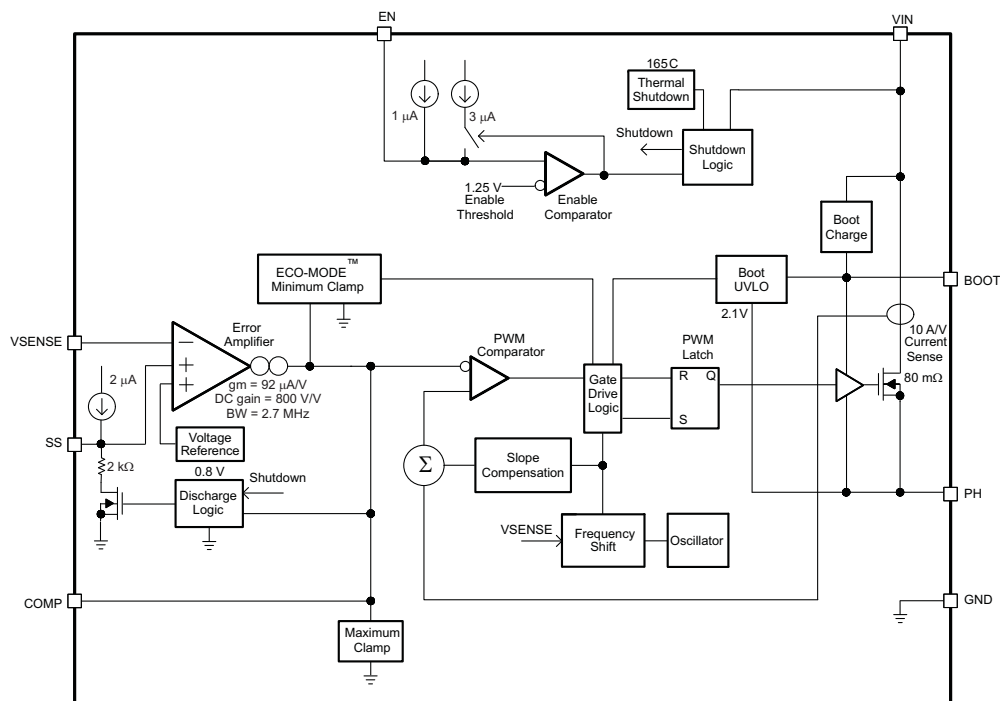 EN
VIN
165C
Thermal
Shutdown
1 μA
3 μA
Shutdown
Shutdown
Logic
1.25 V
Enable
Threshold
Enable
Comparator
Boot
Charge
ECO-MODE™
Minimum Clamp
Boot
UVLO
BOOT
2.1V
VSENSE
Error
Amplifier
PWM
Comparator
PWM
Latch
10 A/V
Current
Sense
80 mΩ
2 μA
gm = 92 μA/V
DC gain = 800 V/V
BW = 2.7 MHz
Gate
Drive
Logic
R
Q
S
SS
Voltage
Reference
2 kΩ
0.8 V
Shutdown
Discharge
Logic
Σ
Slope
Compensation
PH
VSENSE
Frequency
Shift
Oscillator
COMP
GND
Maximum
Clamp